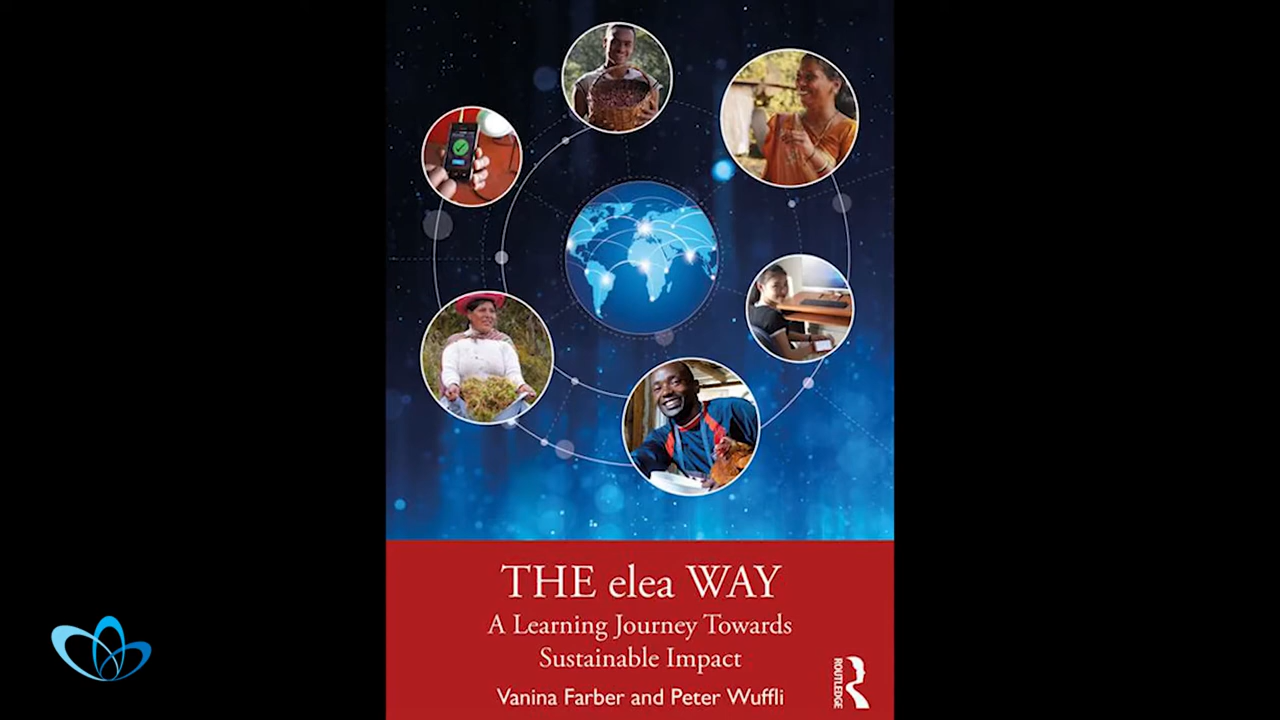 THE elea WAY
A Learning Journey Towards
Sustainable Impact
Vanina Farber and Peter Wuffli
ROUTLEDGE